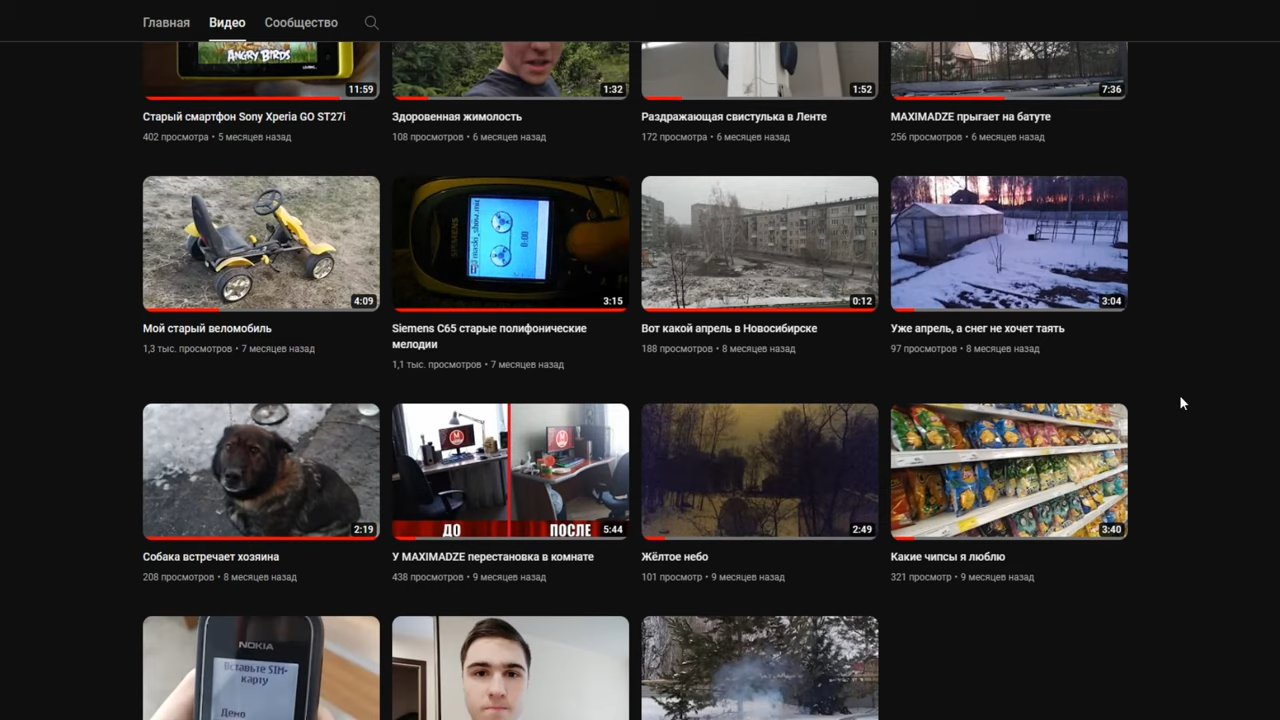 Главная Видео Сообщество
ANGRY BIRDS
11:59 1:32 1:52 7:36
Старый смартфон Sony Xperia GO ST27i
402 просмотра • 5 месяцев назад
Здоровенная жимолость
108 просмотров • 6 месяцев назад
Раздражающая свистулька в Ленте
172 просмотра • 6 месяцев назад
MAXIMADZE прыгает на батуте
256 просмотров • 6 месяцев назад
SIEMENS
0:00
4:09 3:15 0:12 3:04
Мой старый веломобиль
1,3 тыс. просмотров • 7 месяцев назад
Siemens C65 старые полифонические
мелодии
1,1 тыс. просмотров • 7 месяцев назад
Вот какой апрель в Новосибирске
188 просмотров • 8 месяцев назад
Уже апрель, а снег не хочет таять
97 просмотров • 8 месяцев назад
ДО ПОСЛЕ
2:19 5:44 2:49 3:40
Собака встречает хозяина
208 просмотров • 8 месяцев назад
У MAXIMADZE перестановка в комнате
438 просмотров • 9 месяцев назад
Жёлтое небо
101 просмотр • 9 месяцев назад
Какие чипсы я люблю
321 просмотр • 9 месяцев назад
NOKIA
Вставьте SIM-
карту
Демо